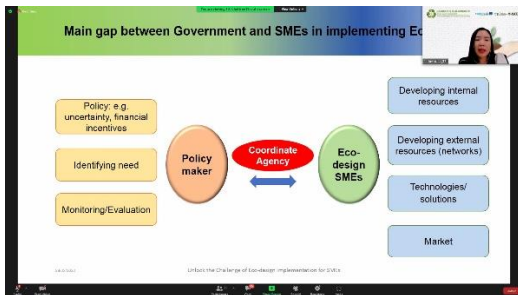 Main gap between Government and SMEs in implementing Ec
Policy: e.g.
uncertainty, financial
incentives
Identifying need
Monitoring/Evaluation
Policy
maker
Coordinate
Agency
Eco-
design
SMEs
Developing internal
resources
Developing external
resources (networks)
Technologies/
solutions
Market
Unlock the Challenge of Eco-design Implementation for SMEs